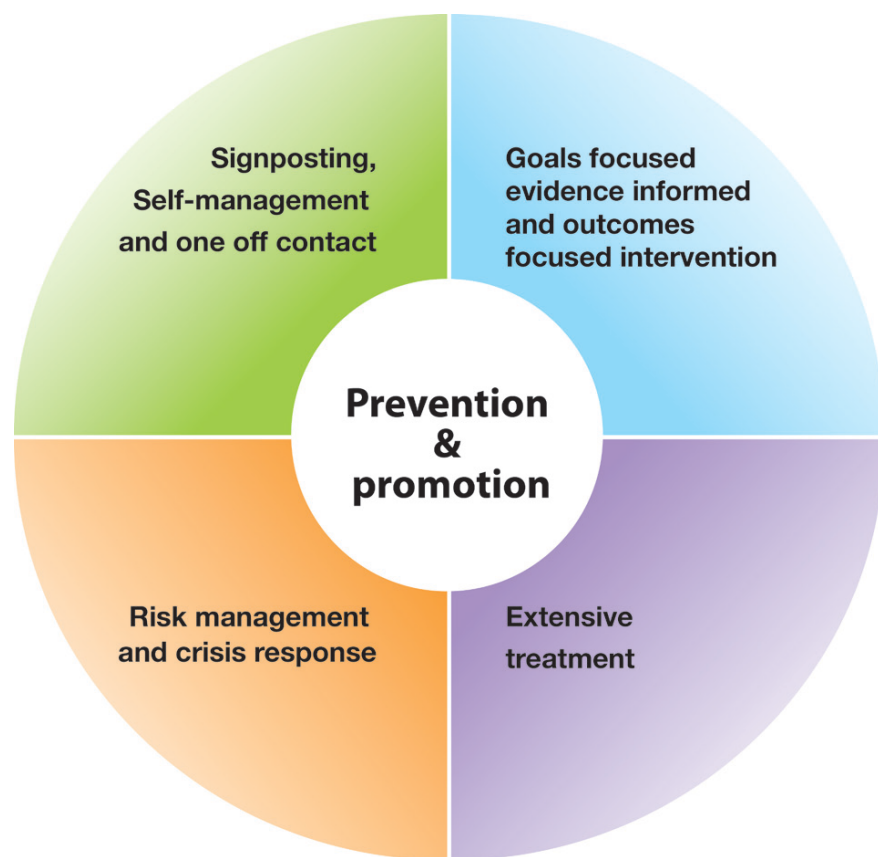 Signposting,
Self-management
and one off contact
Goals focused
evidence informed
and outcomes
focused intervention
Prevention
&
promotion
Risk management
and crisis response
Extensive
treatment